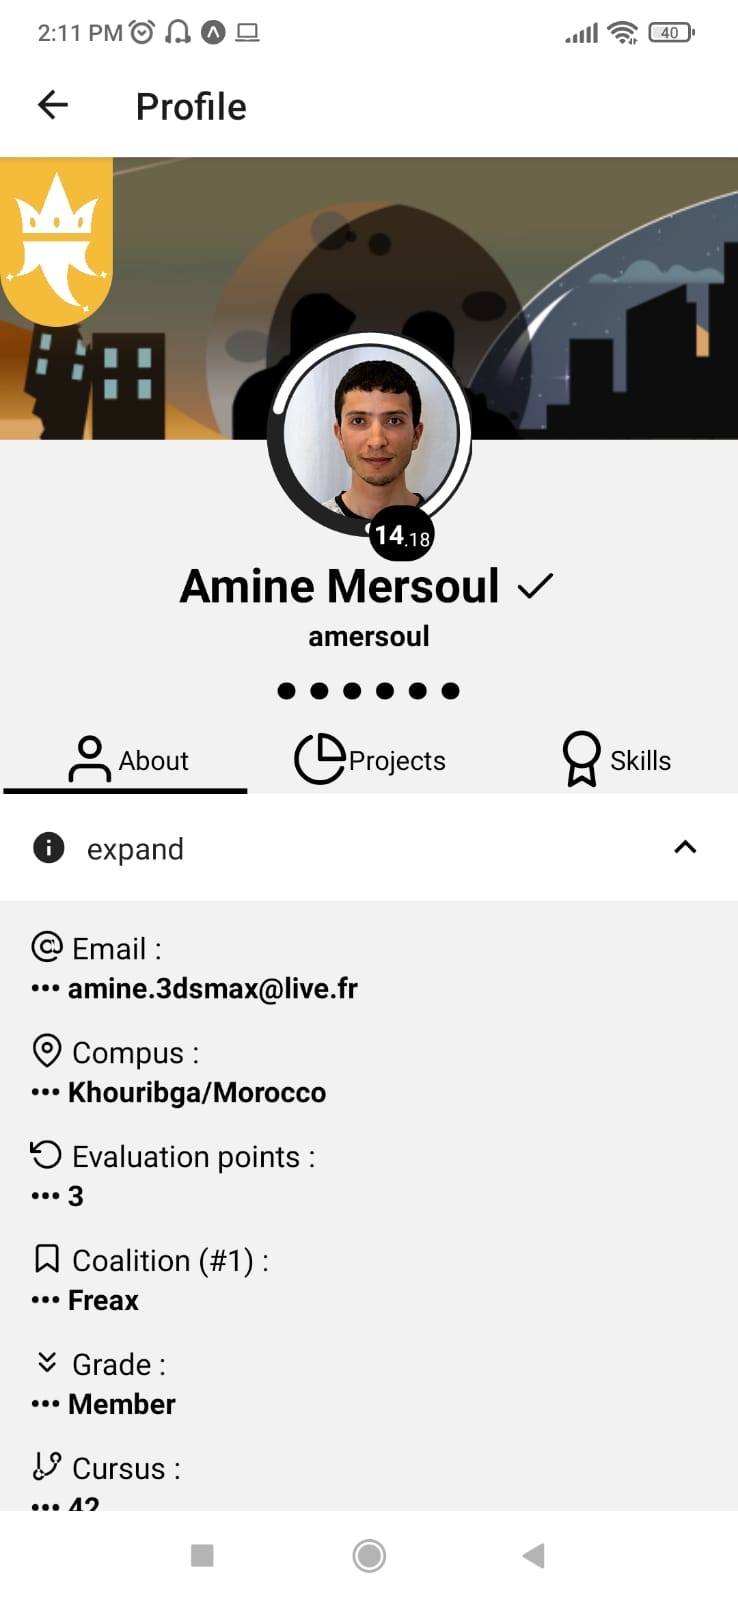 2:11 PM
40
Profile
14.18
Amine Mersoul
amersoul
About
Projects
Skills
expand
Email :
••• amine.3dsmax@live.fr
Compus :
••• Khouribga/Morocco
Evaluation points :
••• 3
Coalition (#1) :
••• Freax
Grade :
••• Member
Cursus :
••• 42